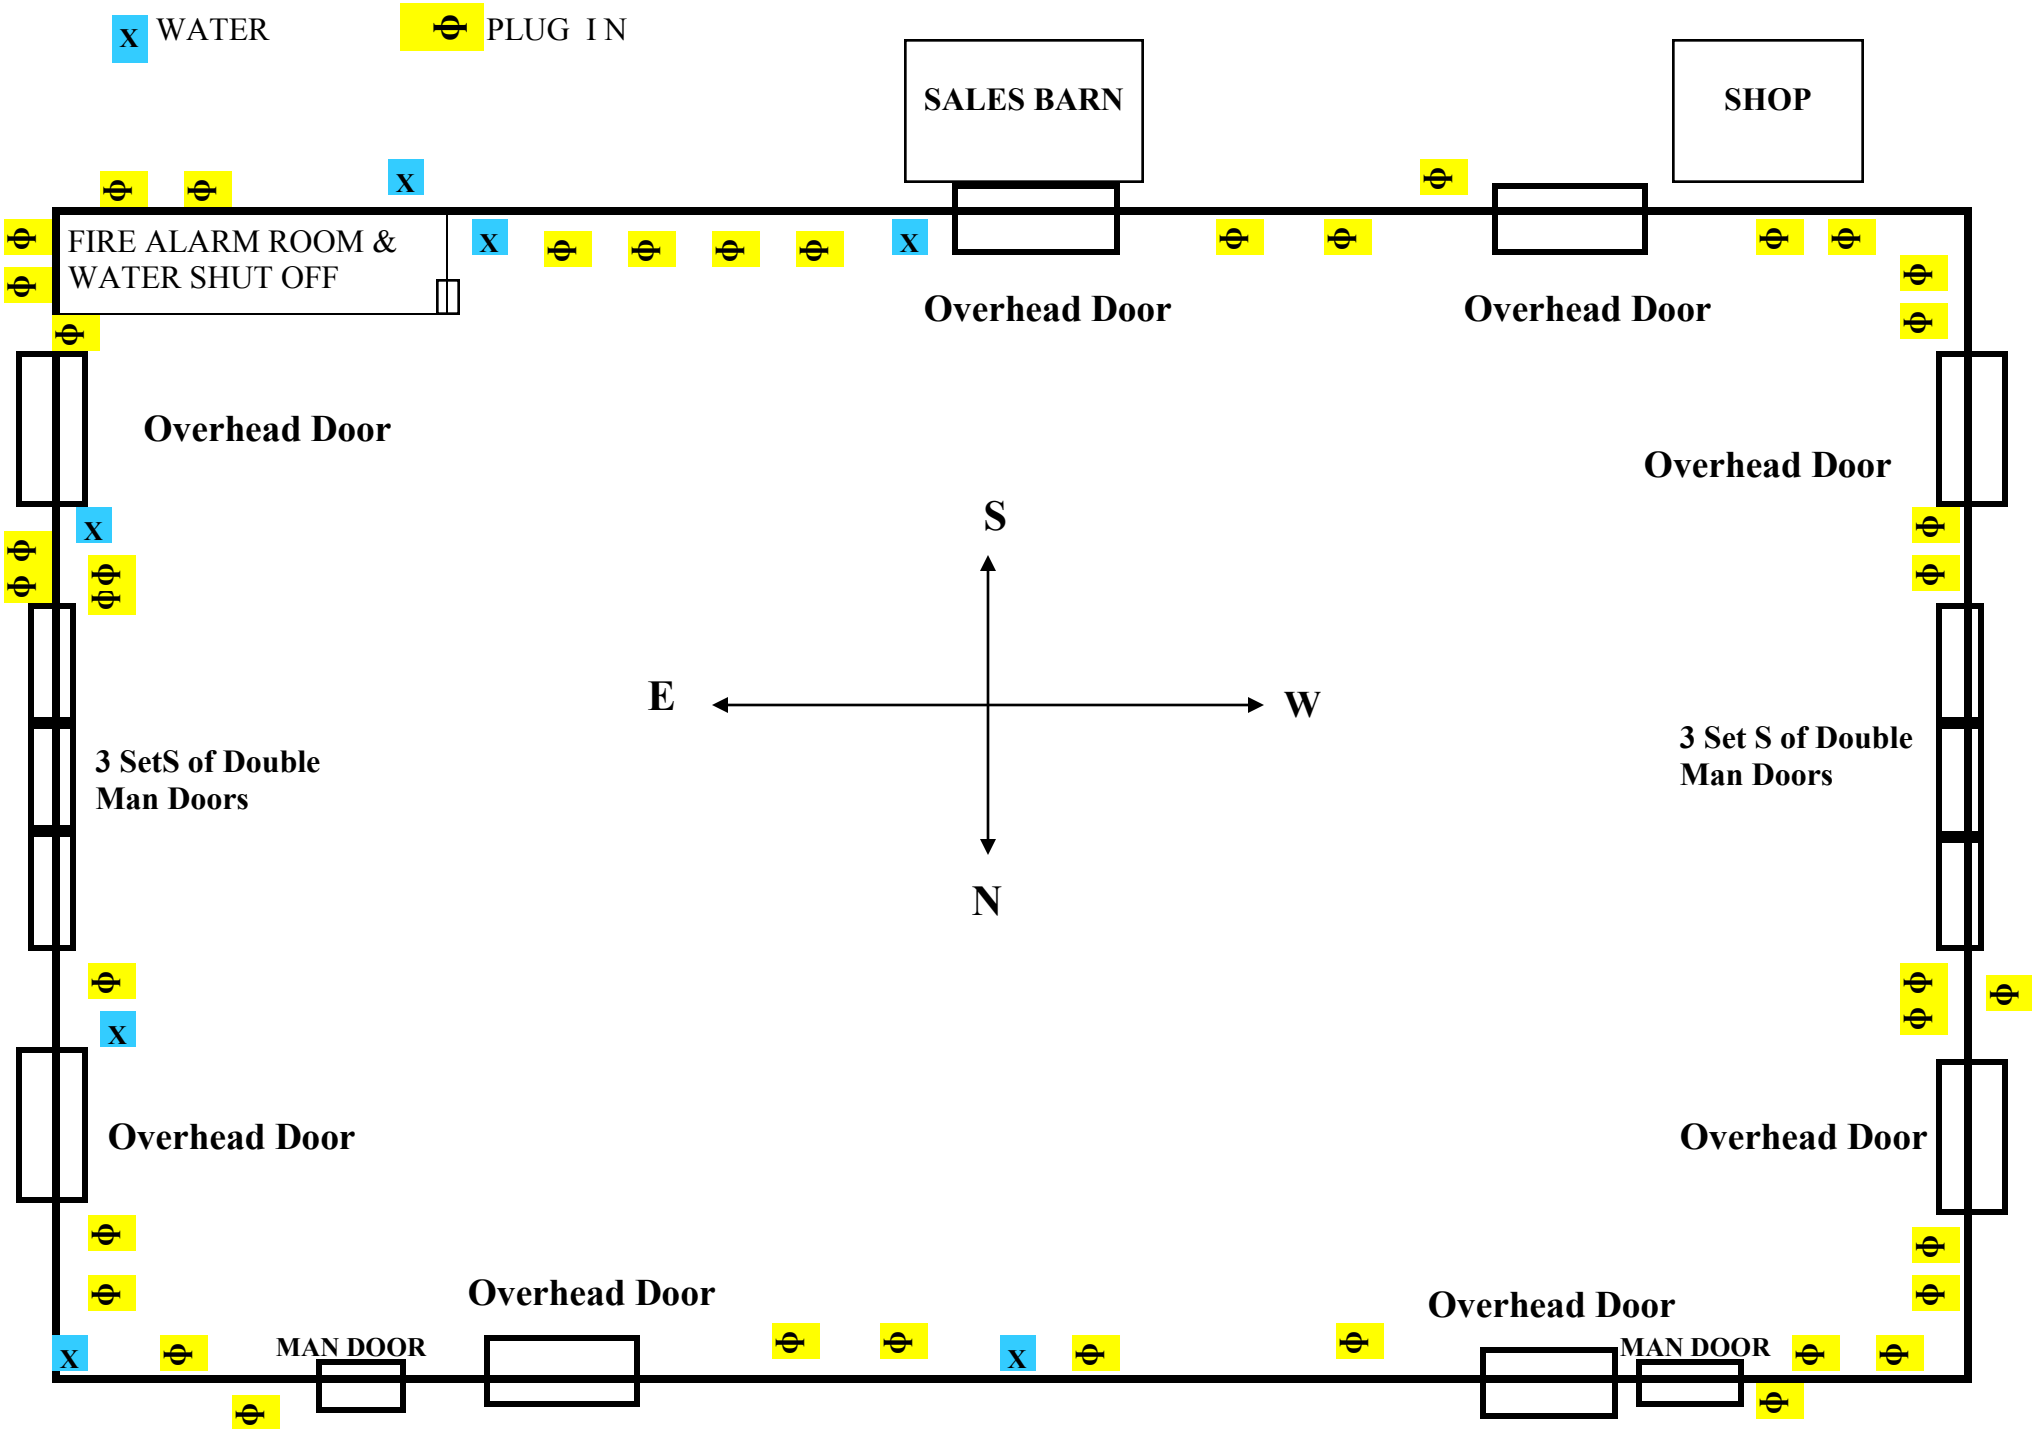 X WATER
Φ PLUG IN
SALES BARN
SHOP
Φ Φ X Φ
Φ FIRE ALARM ROOM &
Φ WATER SHUT OFF
X Φ Φ Φ Φ X Φ Φ Φ Φ
Φ
Φ
Φ
Overhead Door
Overhead Door
Overhead Door
Overhead Door
X
Φ
Φ
Φ
Φ
Φ
Φ
S
E
W
N
3 SetS of Double
Man Doors
3 Set S of Double
Man Doors
Φ
X
Φ
Φ
Φ
Overhead Door
Overhead Door
Φ
Φ
Φ
Φ
Overhead Door
Overhead Door
X Φ
MAN DOOR
Φ Φ X Φ Φ
MAN DOOR
Φ Φ
Φ
Φ